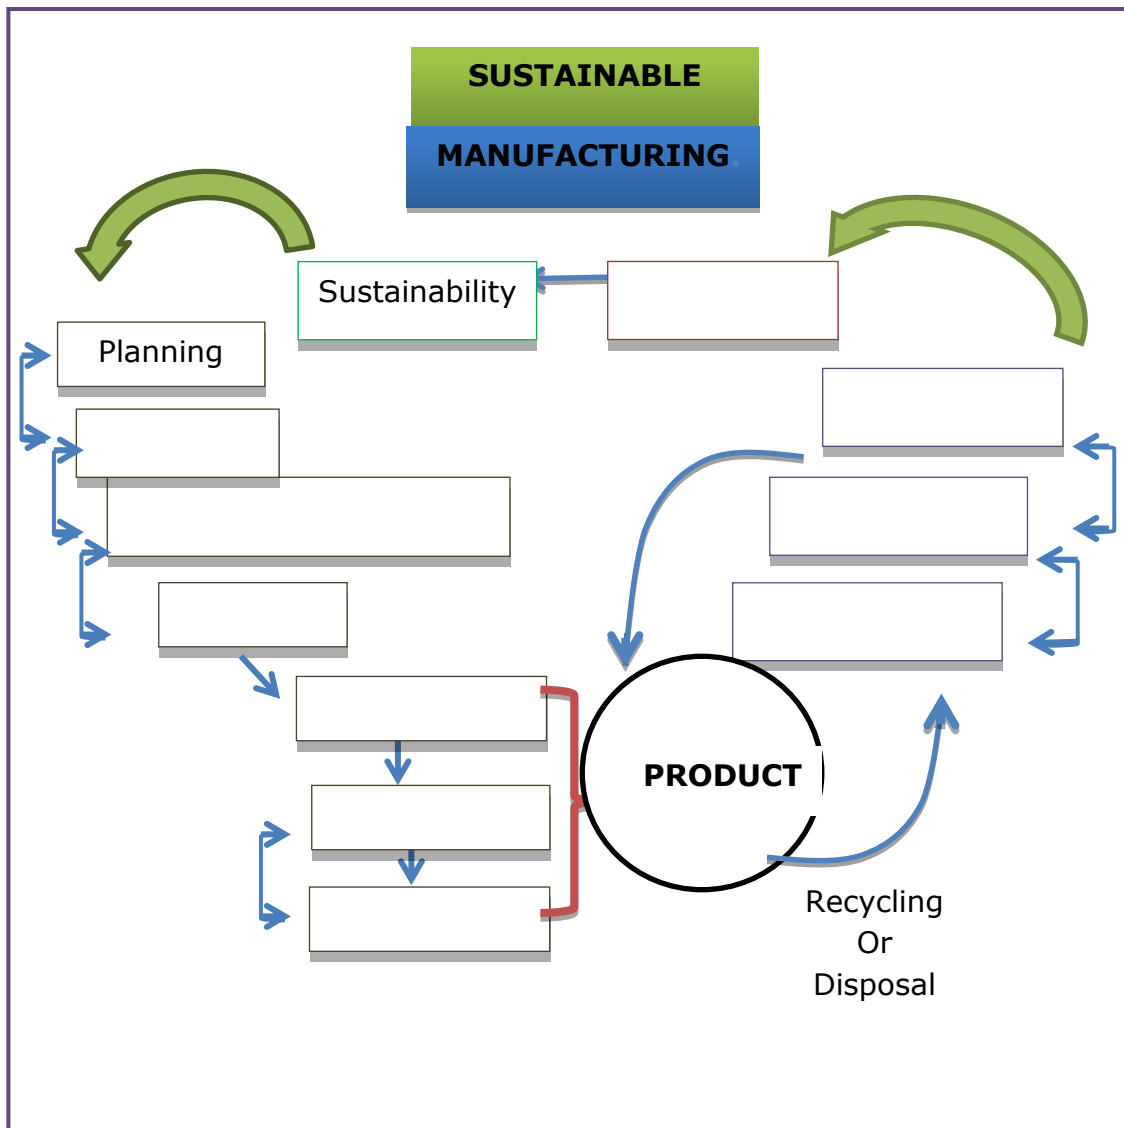 SUSTAINABLE
MANUFACTURING.
Sustainability
Planning
PRODUCT
Recycling
Or
Disposal